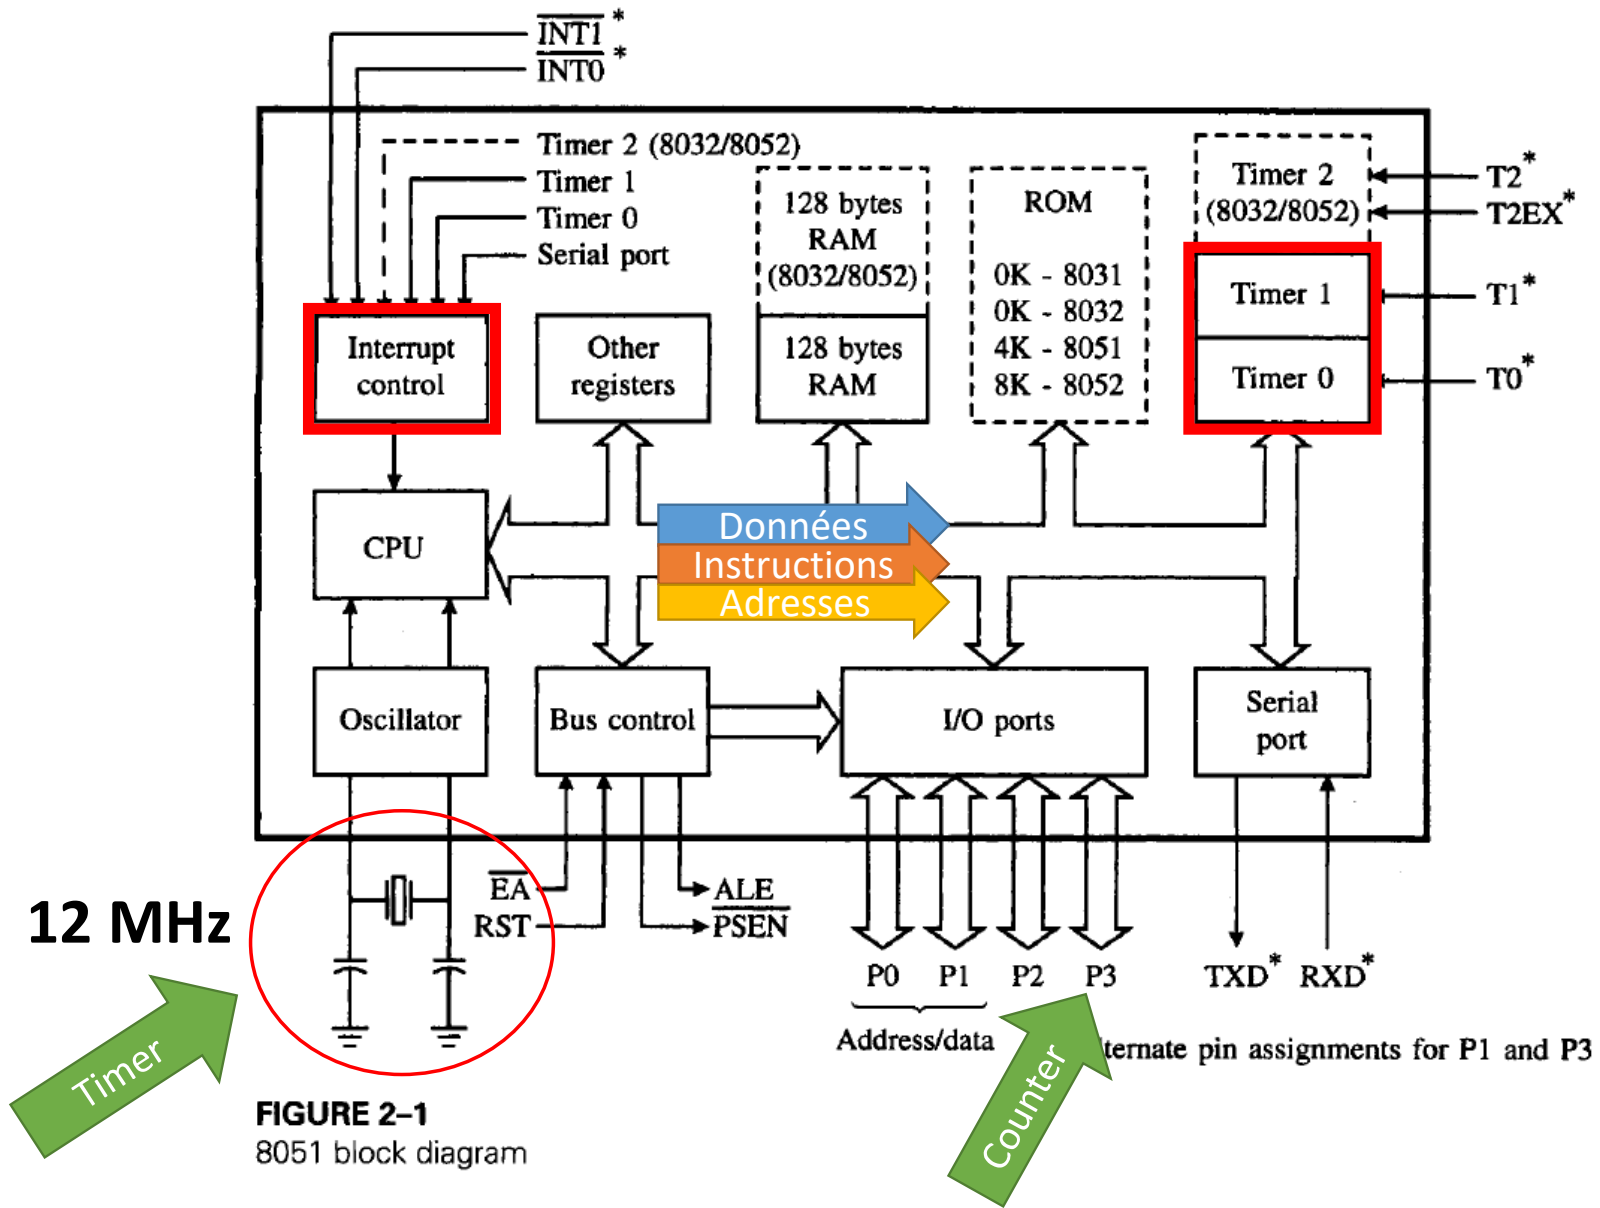 INT1*
INT0*
Timer 2 (8032/8052)
Timer 1
Timer 0
Serial port
Interrupt
control
Other
registers
128 bytes
RAM
(8032/8052)
128 bytes
RAM
ROM
0K - 8031
0K - 8032
4K - 8051
8K - 8052
Timer 2
(8032/8052)
Timer 1
Timer 0
T2*
T2EX*
T1*
T0*
CPU
Données
Instructions
Adresses
Oscillator
Bus control
I/O ports
Serial
port
12 MHz
EA
RST
ALE
PSEN
P0
P1
P2
P3
TXD*
RXD*
Address/data
lternate pin assignments for P1 and P3
Timer
Counter
FIGURE 2–1
8051 block diagram